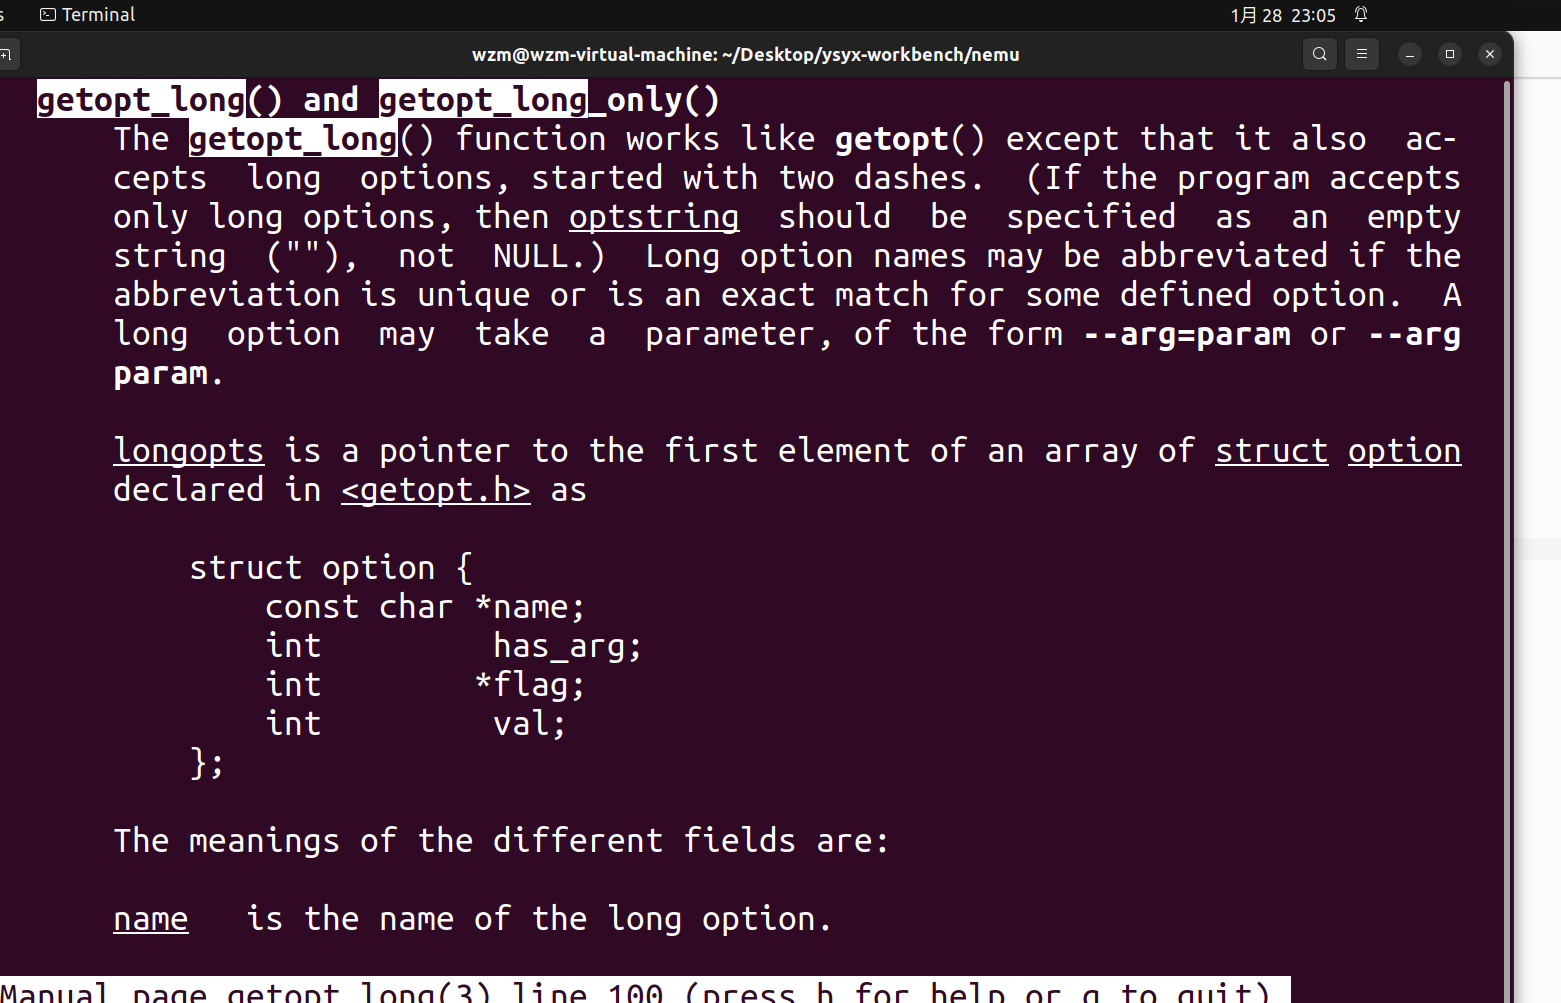 s Terminal 1月 28 23:05
wzm@wzm-virtual-machine: ~/Desktop/ysyx-workbench/nemu
getopt_long() and getopt_long_only()
The getopt_long() function works like getopt() except that it also ac-
cepts long options, started with two dashes. (If the program accepts
only long options, then optstring should be specified as an empty
string (""), not NULL.) Long option names may be abbreviated if the
abbreviation is unique or is an exact match for some defined option. A
long option may take a parameter, of the form --arg=param or --arg
param.
longopts is a pointer to the first element of an array of struct option
declared in <getopt.h> as
struct option {
const char *name;
int has_arg;
int *flag;
int val;
};
The meanings of the different fields are:
name is the name of the long option.
Manual page getopt_long(3) line 100 (press h for help or q to quit)